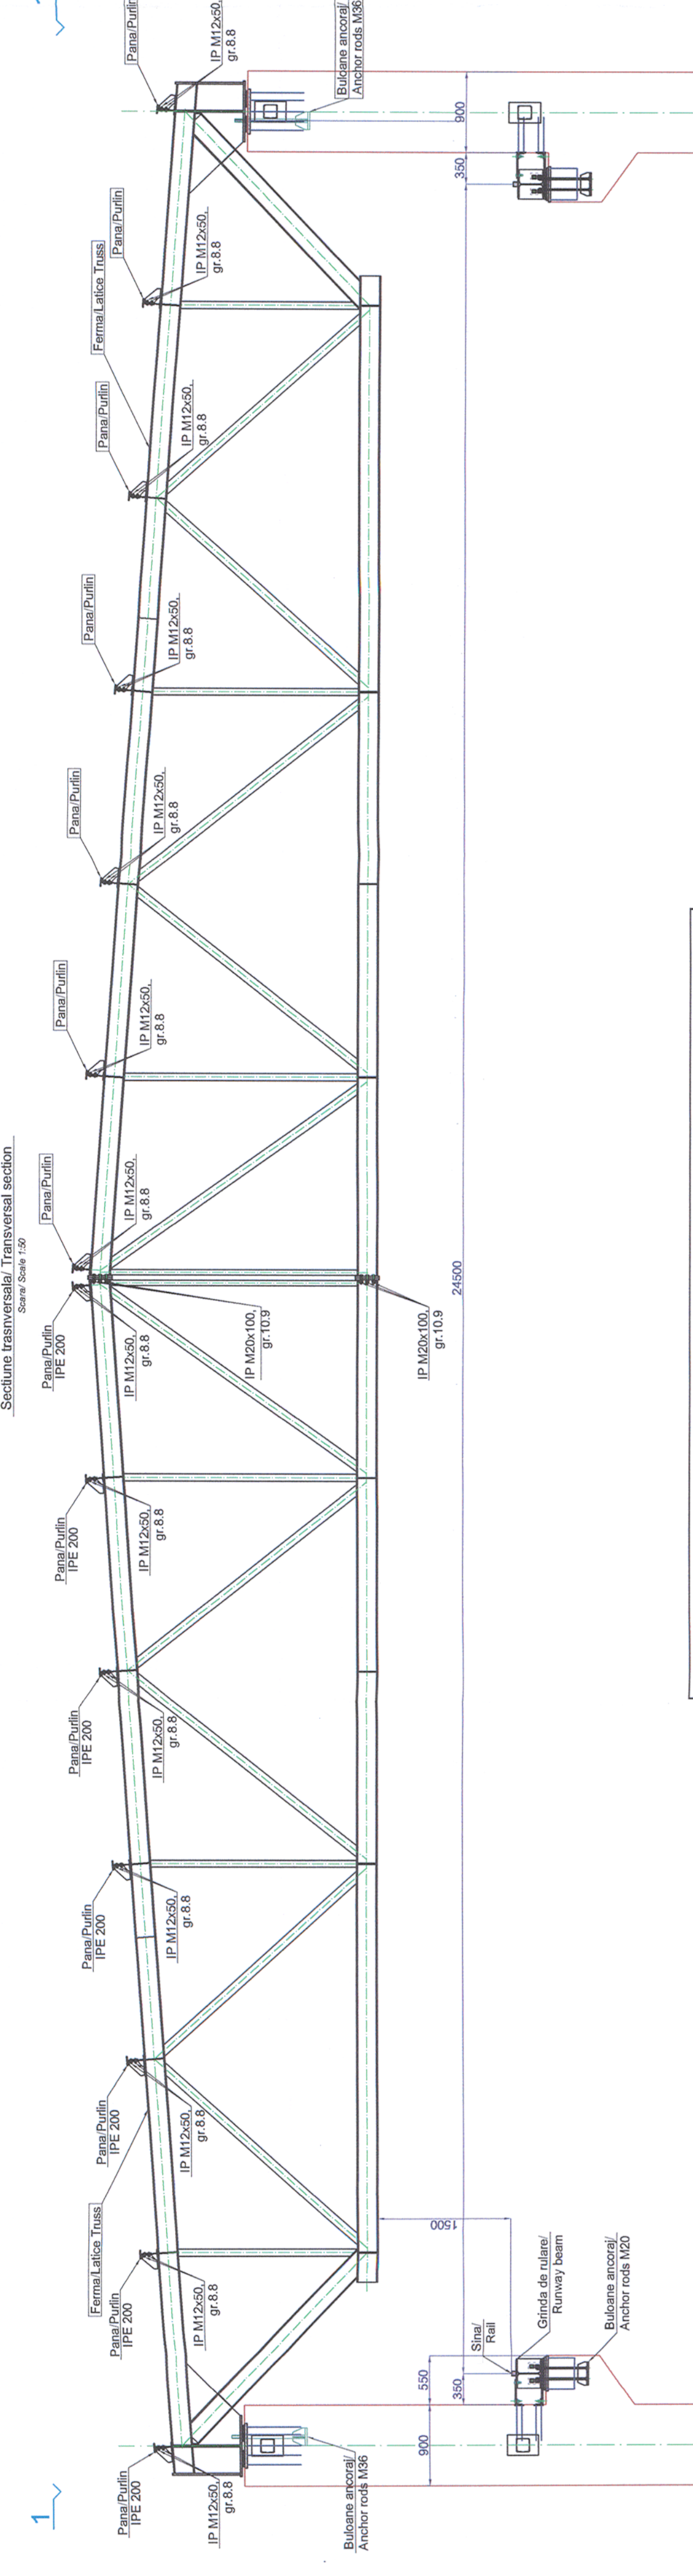 Sectiune trasnversala/ Transversal section
Scara/ Scale 1:50
1
Pana/Purlin
IPE 200
IP M12x50,
gr.8.8
Pana/Purlin
IPE 200
IP M12x50,
gr.8.8
Ferma/Latice Truss
Pana/Purlin
IPE 200
IP M12x50,
gr.8.8
Pana/Purlin
IPE 200
IP M12x50,
gr.8.8
Pana/Purlin
IPE 200
IP M12x50,
gr.8.8
Pana/Purlin
IPE 200
IP M12x50,
gr.8.8
Pana/Purlin
IPE 200
IP M12x50,
gr.8.8
Pana/Purlin
IP M12x50,
gr.8.8
Pana/Purlin
IP M12x50,
gr.8.8
Pana/Purlin
IP M12x50,
gr.8.8
Pana/Purlin
IP M12x50,
gr.8.8
Pana/Purlin
IP M12x50,
gr.8.8
Ferma/Latice Truss
Pana/Purlin
IP M12x50,
gr.8.8
Pana/Purlin
IP M12x50,
gr.8.8
IP M20x100,
gr.10.9
IP M20x100,
gr.10.9
Buloane ancoraj/
Anchor rods M36
Buloane ancoraj/
Anchor rods M36
900
550
350
1500
24500
350
900
Sina/
Rail
Grinda de rulare/
Runway beam
Buloane ancoraj/
Anchor rods M20